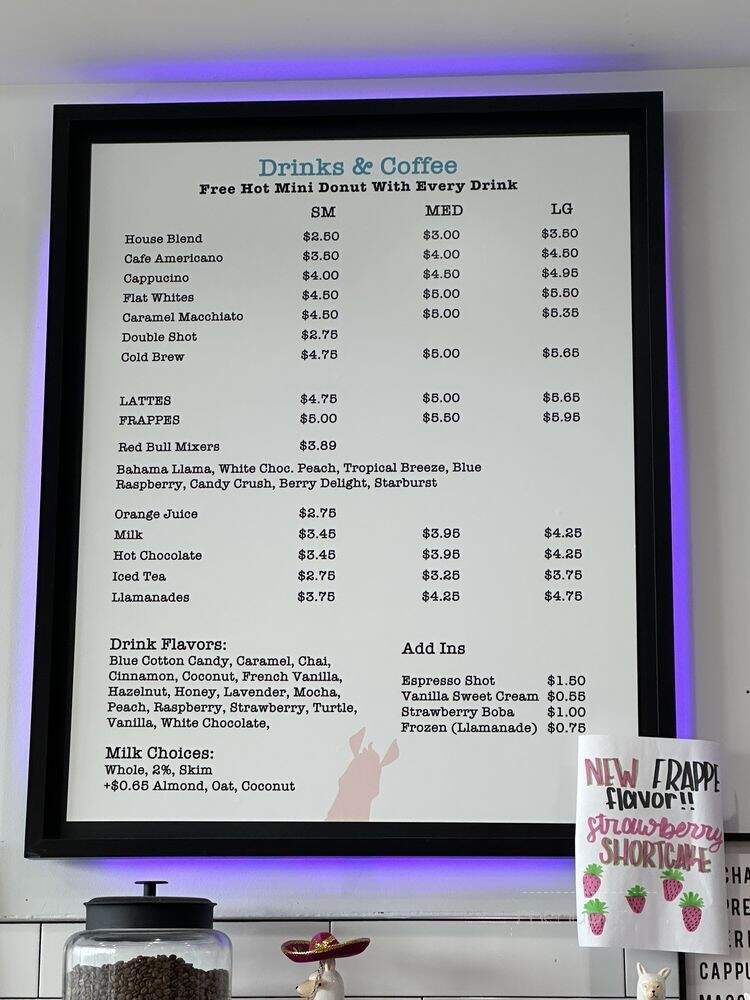 Drinks & Coffee
Free Hot Mini Donut With Every Drink
SM MED LG
House Blend $2.50 $3.00 $3.50
Cafe Americano $3.50 $4.00 $4.50
Cappucino $4.00 $4.50 $4.95
Flat Whites $4.50 $5.00 $5.50
Caramel Macchiato $4.50 $5.00 $5.35
Double Shot $2.75
Cold Brew $4.75 $5.00 $5.65
LATTES $4.75 $5.00 $5.65
FRAPPES $5.00 $5.50 $5.95
Red Bull Mixers $3.89
Bahama Llama, White Choc. Peach, Tropical Breeze, Blue
Raspberry, Candy Crush, Berry Delight, Starburst
Orange Juice $2.75
Milk $3.45 $3.95 $4.25
Hot Chocolate $3.45 $3.95 $4.25
Iced Tea $2.75 $3.25 $3.75
Llamanades $3.75 $4.25 $4.75
Drink Flavors:
Blue Cotton Candy, Caramel, Chai,
Cinnamon, Coconut, French Vanilla,
Hazelnut, Honey, Lavender, Mocha,
Peach, Raspberry, Strawberry, Turtle,
Vanilla, White Chocolate,
Milk Choices:
Whole, 2%, Skim
+$0.65 Almond, Oat, Coconut
Add Ins
Espresso Shot $1.50
Vanilla Sweet Cream $0.55
Strawberry Boba $1.00
Frozen (Llamanade) $0.75
NEW FRAPPE
flavor!!
strawberry
SHORTCAKE
CAPPU